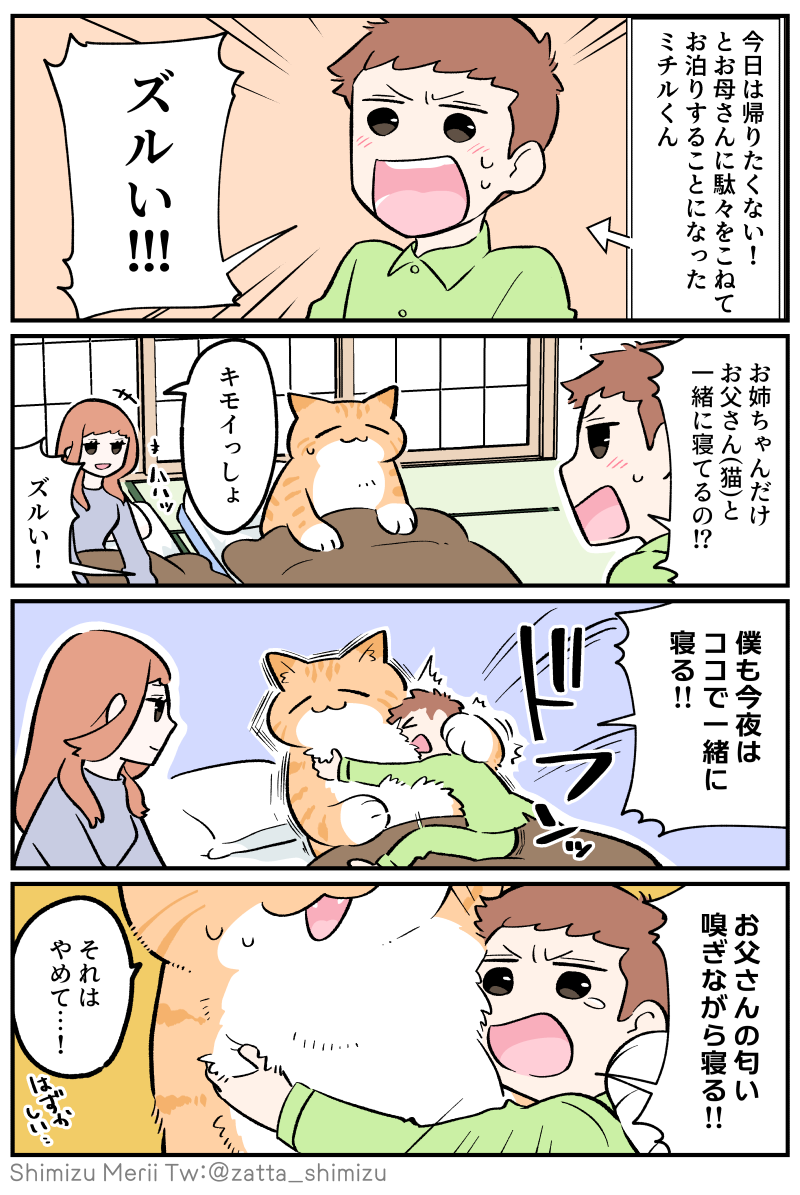 今日は帰りたくない！
とお母さんに駄々をこねて
お泊りすることになった
ミチルくん
ズルい!!!
お姉ちゃんだけ
お父さん(猫)と
一緒に寝てるの!?
キモイっしょ
ハハッ
ズルい！
僕も今夜は
ココで一緒に
寝る!!
ドフンッ
お父さんの匂い
嗅ぎながら寝る!!
それは
やめて…！
はずか
しい…
Shimizu Merii Tw:@zatta_shimizu